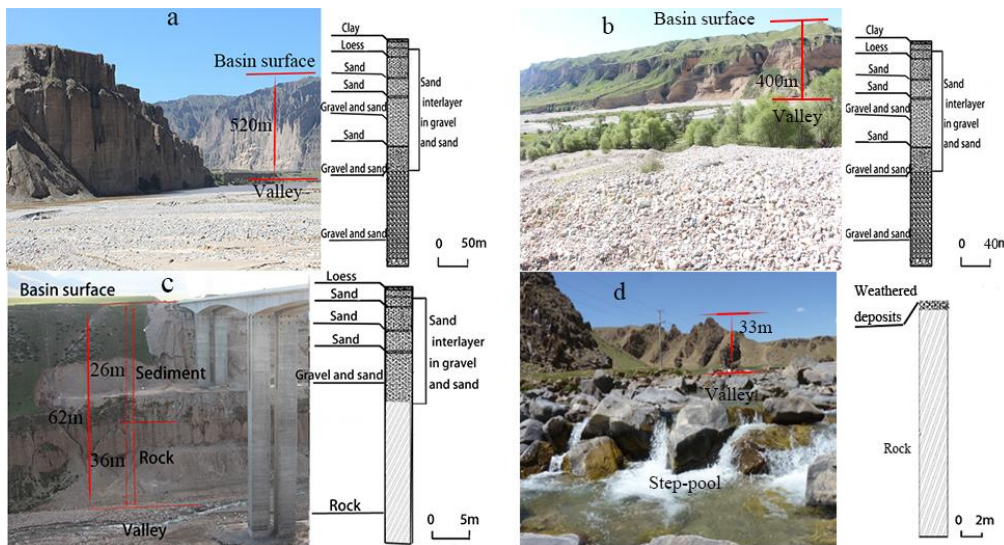 a
Basin surface
520m
Valley
Clay
Loess
Sand
Sand
Gravel and sand
Sand
Gravel and sand
Gravel and sand
Sand
interlayer
in gravel
and sand
0 50m
b
Basin surface
400m
Valley
Clay
Loess
Sand
Sand
Gravel and sand
Sand
Gravel and sand
Gravel and sand
Sand
interlayer
in gravel
and sand
0 40m
c
Basin surface
26m
Sediment
62m
36m
Rock
Valley
Loess
Sand
Sand
Sand
Gravel and sand
Rock
Sand
interlayer
in gravel
and sand
0 5m
d
33m
Valley
Step-pool
Weathered
deposits
Rock
0 2m